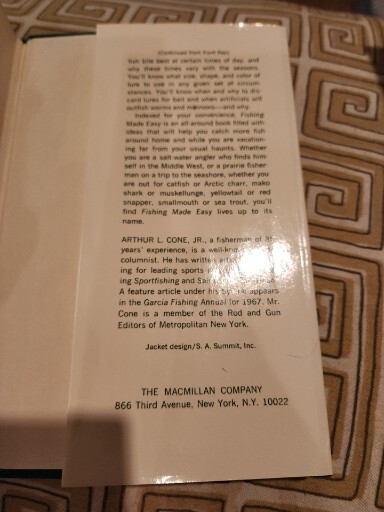 (Continued from front flap)
fish bite best at certain times of day, and
why these times vary with the seasons.
You'll know what size, shape, and color of
lure to use in any given set of circum-
stances. You'll know when and why to dis-
card lures for bait and when artificials will
outfish worms and minnows—and why.
Indexed for your convenience, Fishing
Made Easy is an all-around book filled with
ideas that will help you catch more fish
around home and while you are vacation-
ing far from your usual haunts. Whether
you are a salt-water angler who finds him-
self in the Middle West, or a prairie fisher-
man on a trip to the seashore, whether you
are out for catfish or Arctic charr, mako
shark or muskellunge, yellowtail or red
snapper, smallmouth or sea trout, you'll
find Fishing Made Easy lives up to its
name.
ARTHUR L. CONE, JR., a fisherman of
years' experience, is a
columnist. He has
ing for leading sports
ing Sportfishing and
A feature article under his appears
in the Garcia Fishing Annual for 1967. Mr.
Cone is a member of the Rod and Gun
Editors of Metropolitan New York.
Jacket design/S. A. Summit, Inc.
THE MACMILLAN COMPANY
866 Third Avenue, New York, N.Y. 10022